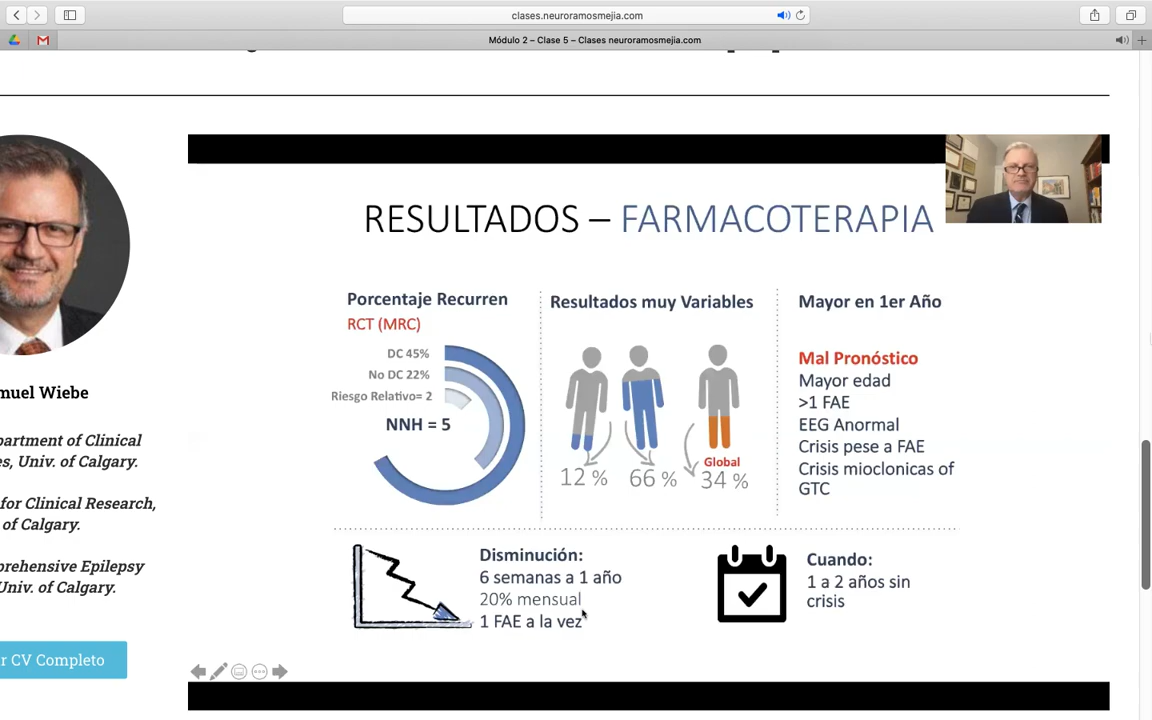 clases.neuroramosmejia.com
Módulo 2 – Clase 5 – Clases neuroramosmejia.com
muel Wiebe
partment of Clinical
es, Univ. of Calgary.
for Clinical Research,
of Calgary.
prehensive Epilepsy
Univ. of Calgary.
r CV Completo
RESULTADOS – FARMACOTERAPIA
Porcentaje Recurren
RCT (MRC)
DC 45%
No DC 22%
Riesgo Relativo= 2
NNH = 5
Resultados muy Variables
12 %
66 %
Global
34 %
Mayor en 1er Año
Mal Pronóstico
Mayor edad
>1 FAE
EEG Anormal
Crisis pese a FAE
Crisis mioclonicas of
GTC
Disminución:
6 semanas a 1 año
20% mensual
1 FAE a la vez
Cuando:
1 a 2 años sin
crisis